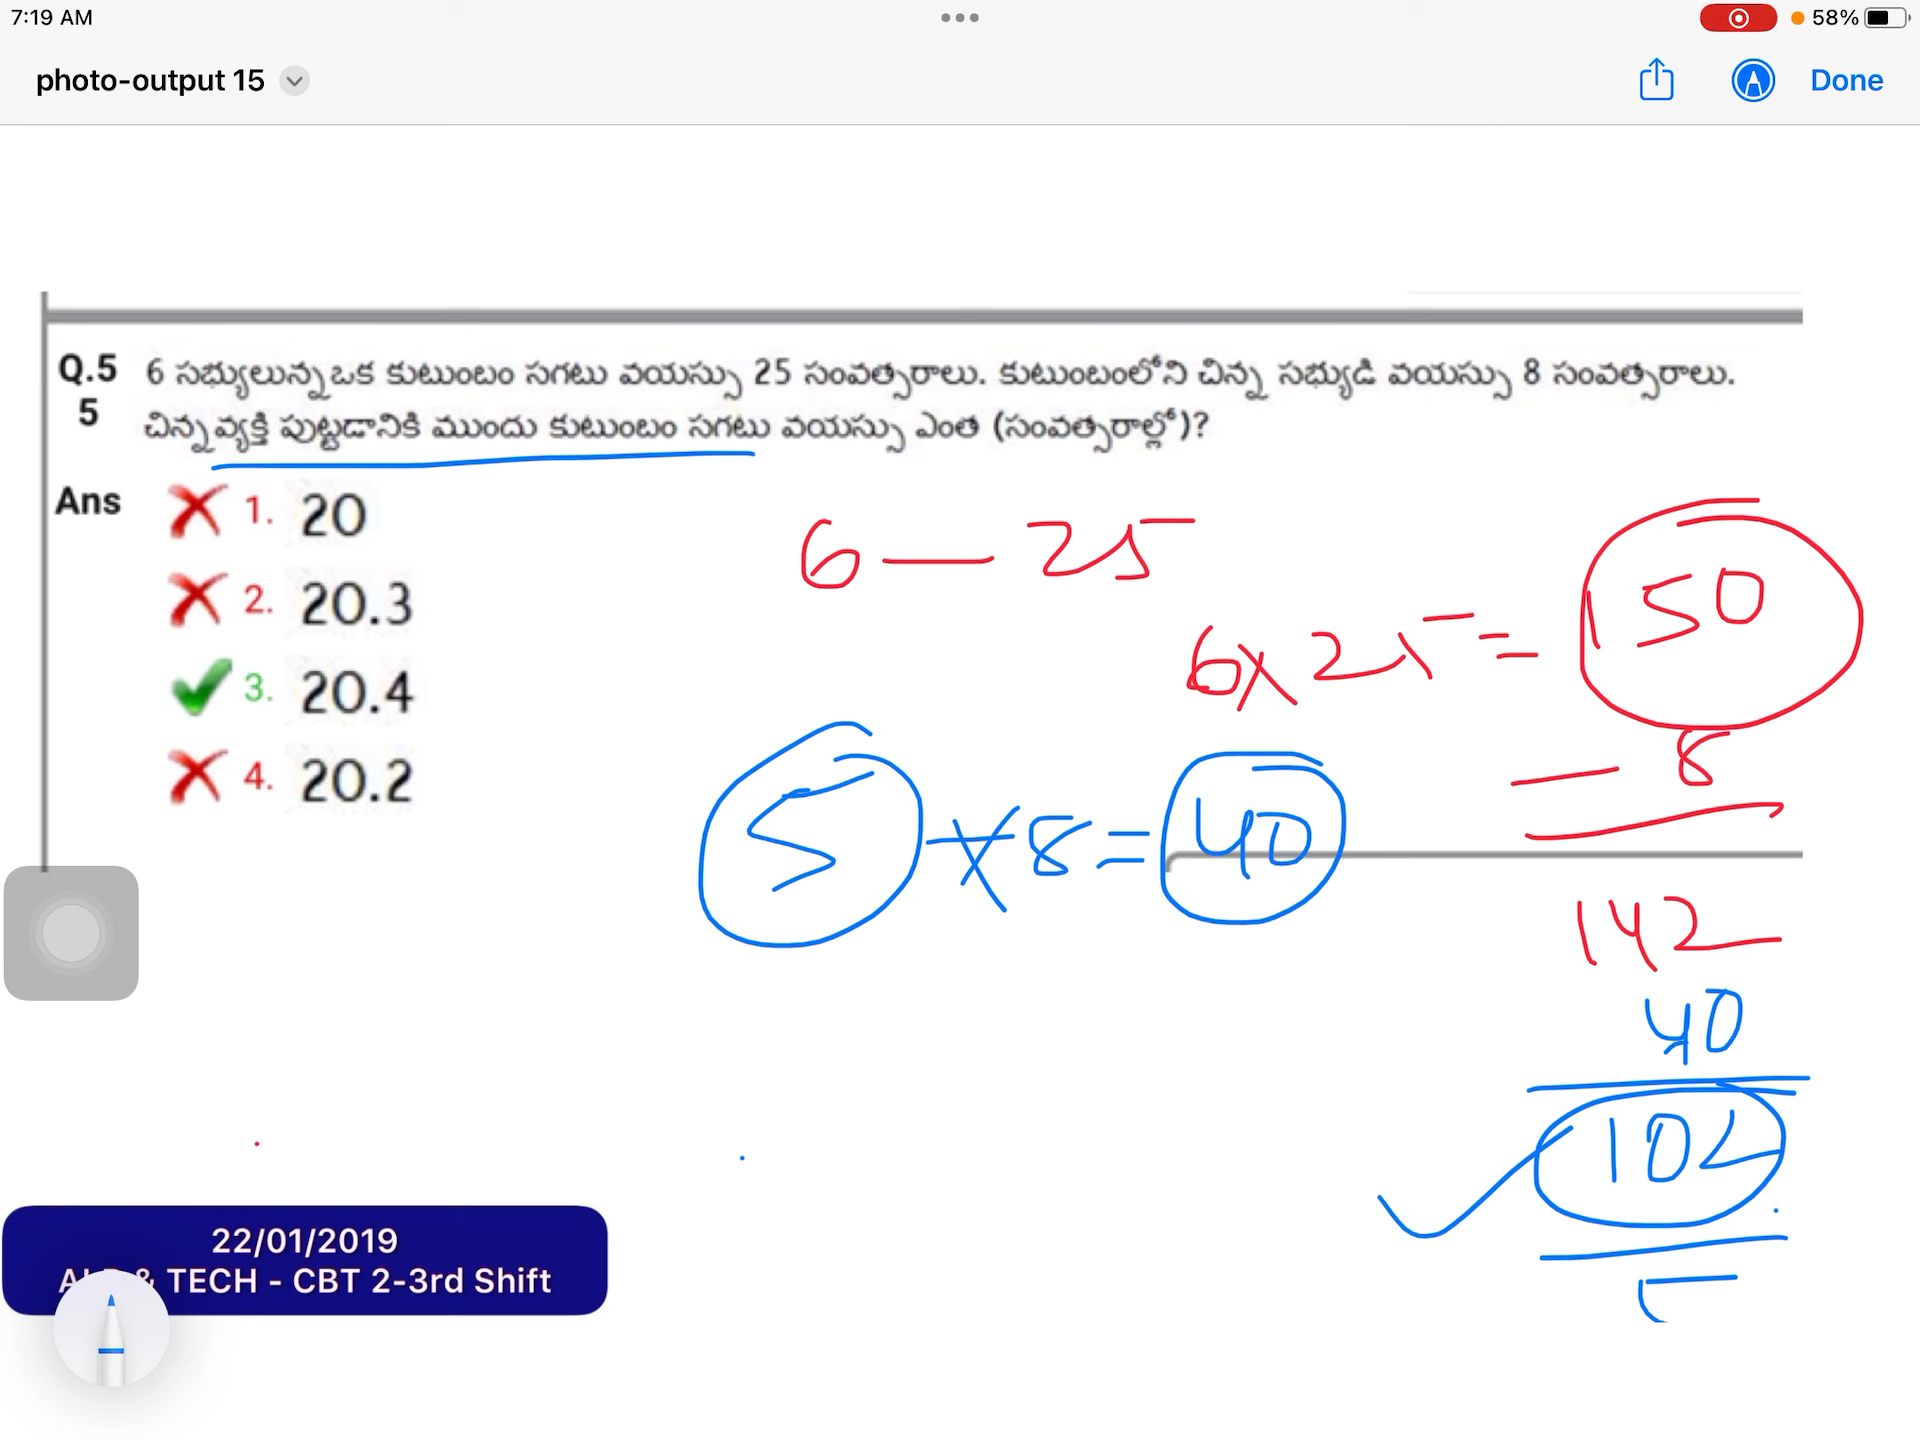 7:19 AM
58%
photo-output 15
Done
Q.5 6 సభ్యులున్న ఒక కుటుంబం సగటు వయస్సు 25 సంవత్సరాలు. కుటుంబంలోని చిన్న సభ్యుడి వయస్సు 8 సంవత్సరాలు.
5 చిన్న వ్యక్తి పుట్టడానికి ముందు కుటుంబం సగటు వయస్సు ఎంత (సంవత్సరాల్లో)?
Ans 1. 20
2. 20.3
3. 20.4
4. 20.2
6 — 25
6 x 25 = 150
— 8
5 x 8 = 40
142
40
102
5
22/01/2019
TECH - CBT 2-3rd Shift